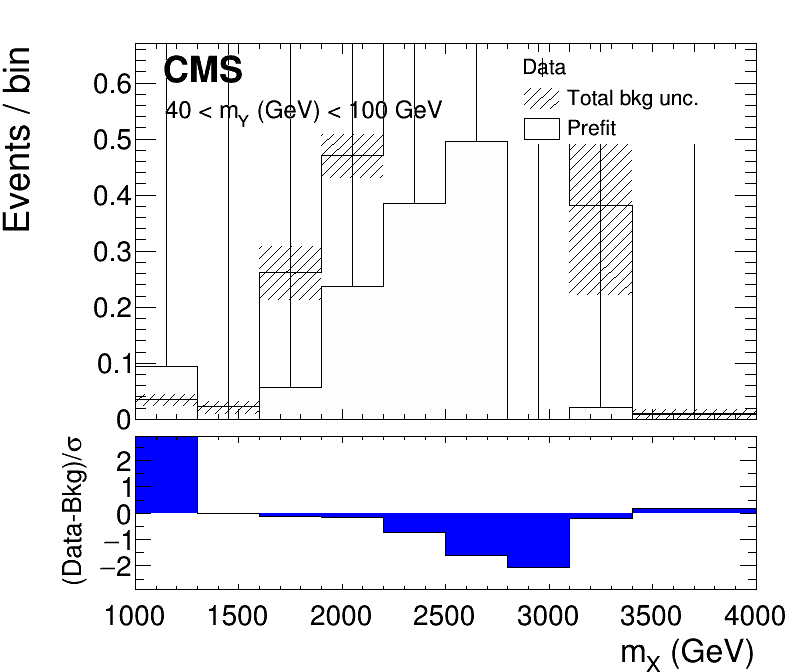 Events / bin
CMS
40 < m_Y (GeV) < 100 GeV
Data
Total bkg unc.
Prefit
0.6
0.5
0.4
0.3
0.2
0.1
0
(Data-Bkg)/σ
2
1
0
−1
−2
1000 1500 2000 2500 3000 3500 4000
m_X (GeV)